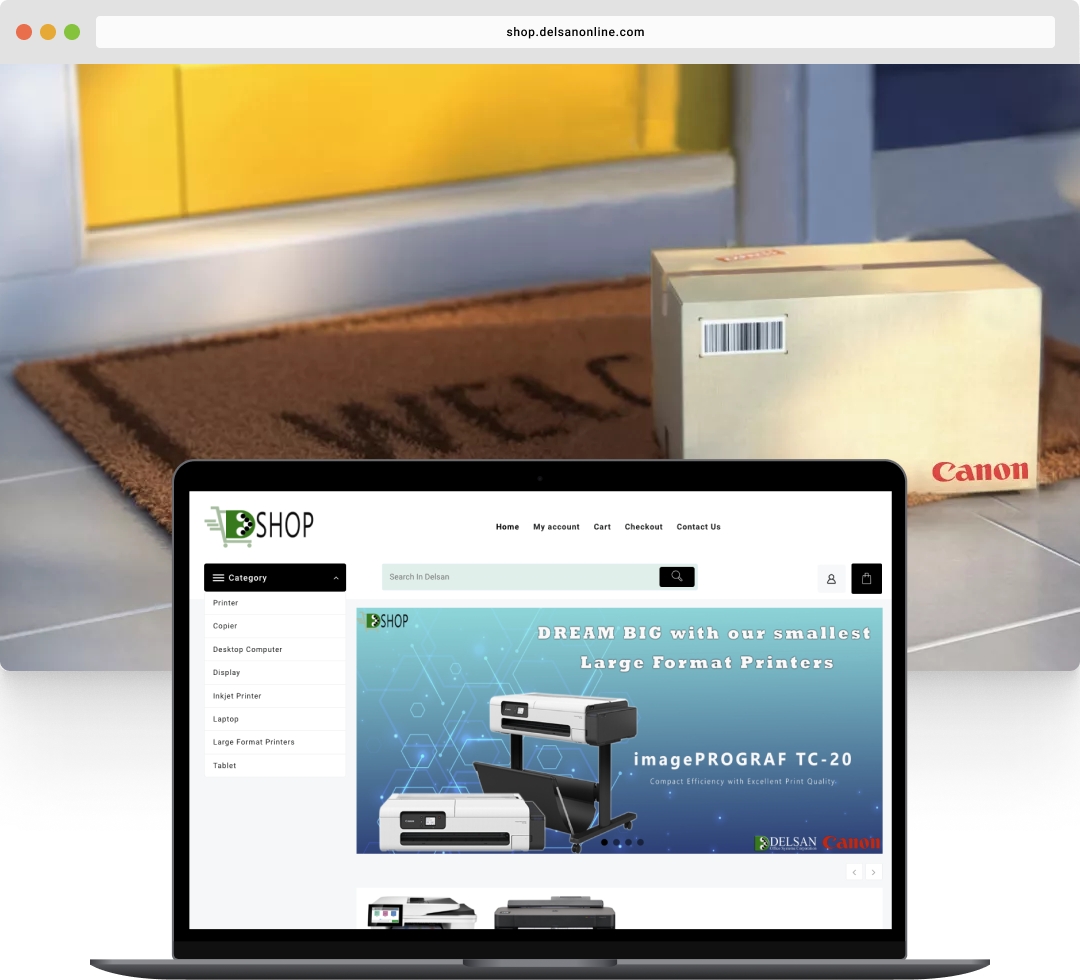 shop.delsanonline.com
WELC
Canon
DSHOP
Home My account Cart Checkout Contact Us
Category
Search In Delsan
Printer
Copier
Desktop Computer
Display
Inkjet Printer
Laptop
Large Format Printers
Tablet
DSHOP
DREAM BIG with our smallest
Large Format Printers
imagePROGRAF TC-20
Compact Efficiency with Excellent Print Quality
DELSAN
Office Systems Corporation
Canon